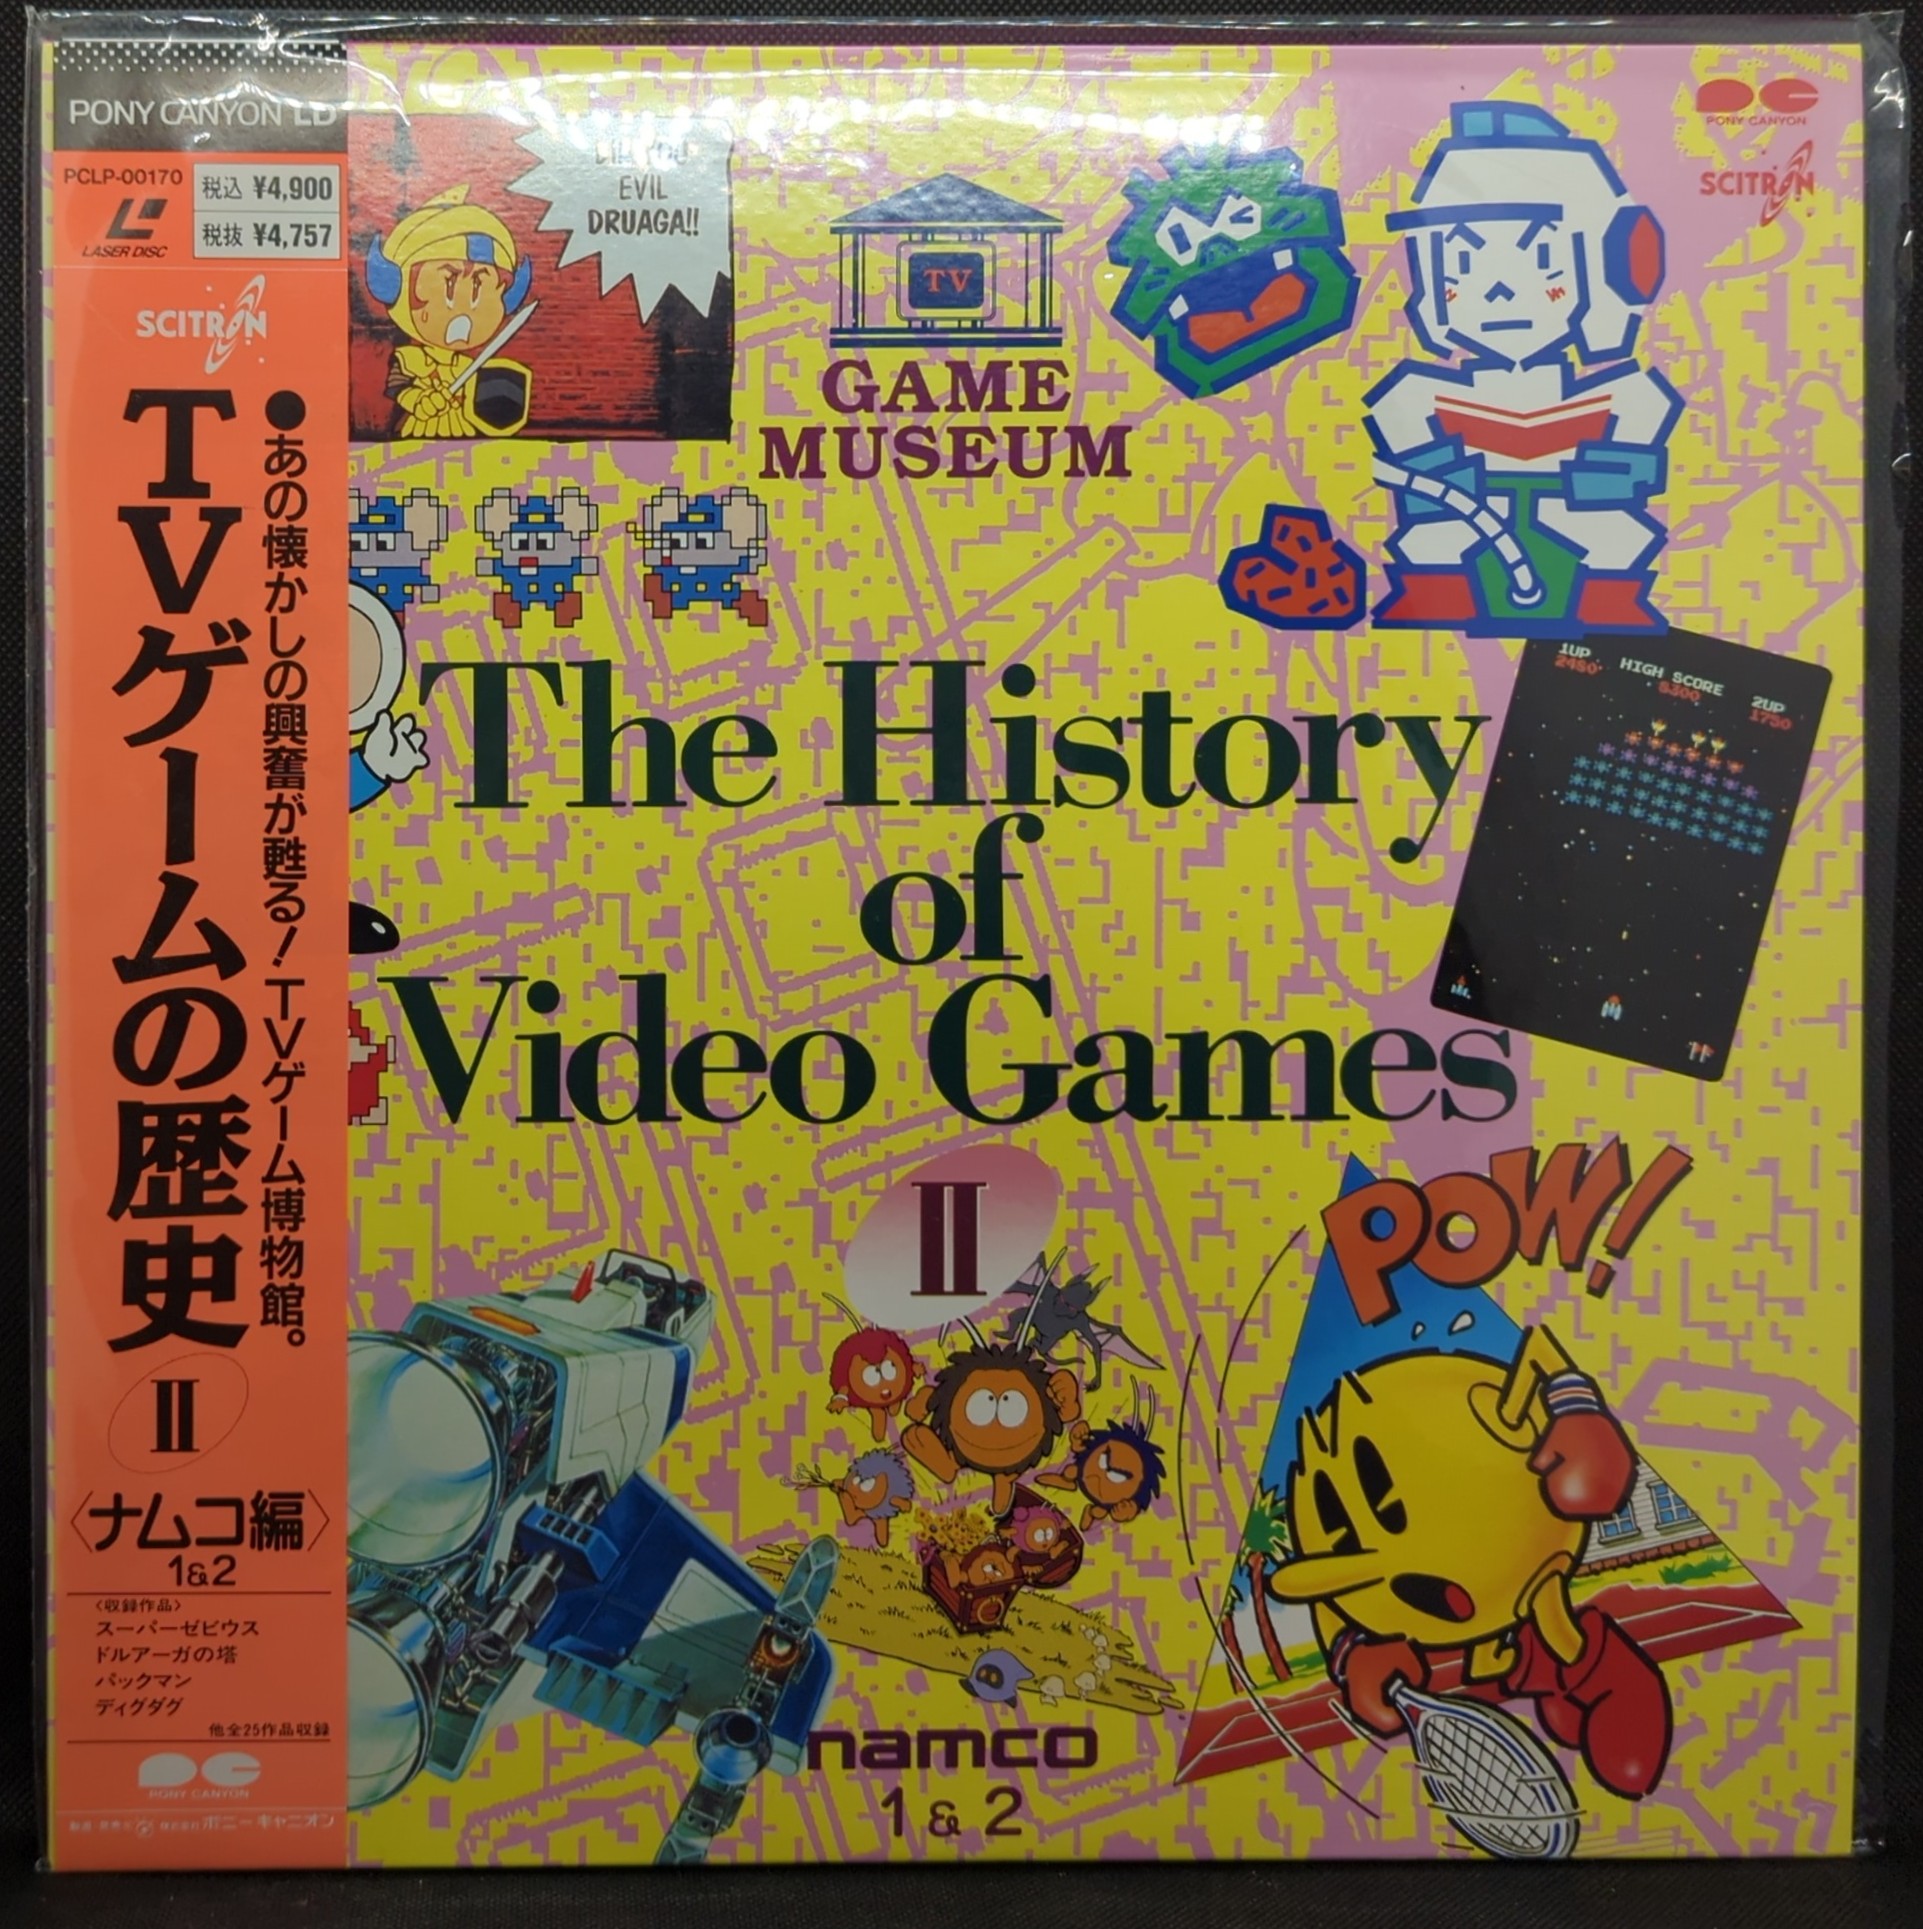 PONY CANYON LD
PCLP-00170
税込 ¥4,900
税抜 ¥4,757
LASER DISC
SCITRON
●あの懐かしの興奮が甦る！TVゲーム博物館。
TVゲームの歴史
II
〈ナムコ編〉
1&2
〈収録作品〉
スーパーゼビウス
ドルアーガの塔
パックマン
ディグダグ
他全25作品収録
PONY CANYON
ポニーキャニオン
EVIL
DRUAGA!!
TV
GAME
MUSEUM
PONY CANYON
SCITRON
The History
of
Video Games
II
1UP
2450
HIGH SCORE
5300
2UP
1750
POW!
namco
1 & 2